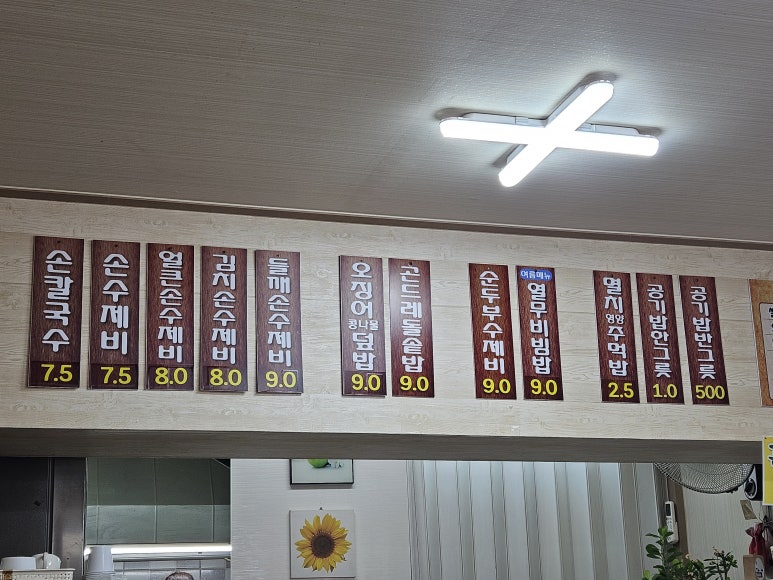 손칼국수
7.5
손수제비
7.5
얼큰손수제비
8.0
김치손수제비
8.0
들깨손수제비
9.0
오징어
콩나물
덮밥
9.0
곤드레돌솥밥
9.0
순두부수제비
9.0
여름메뉴
열무비빔밥
9.0
멸치
영양
주먹밥
2.5
공기밥한그릇
1.0
공기밥반그릇
500